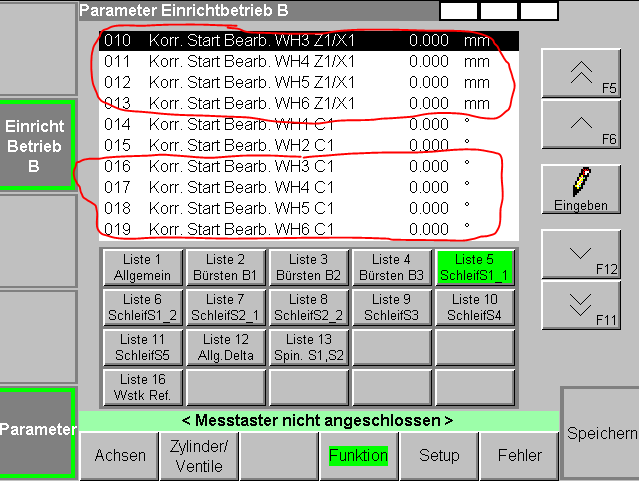 Parameter Einrichtbetrieb B
010 Korr. Start Bearb. WH3 Z1/X1 0.000 mm
011 Korr. Start Bearb. WH4 Z1/X1 0.000 mm
012 Korr. Start Bearb. WH5 Z1/X1 0.000 mm
013 Korr. Start Bearb. WH6 Z1/X1 0.000 mm
014 Korr. Start Bearb. WH1 C1 0.000 °
015 Korr. Start Bearb. WH2 C1 0.000 °
016 Korr. Start Bearb. WH3 C1 0.000 °
017 Korr. Start Bearb. WH4 C1 0.000 °
018 Korr. Start Bearb. WH5 C1 0.000 °
019 Korr. Start Bearb. WH6 C1 0.000 °
Einricht
Betrieb
B
F5
F6
Eingeben
F12
F11
Liste 1
Allgemein
Liste 2
Bürsten B1
Liste 3
Bürsten B2
Liste 4
Bürsten B3
Liste 5
SchleifS1_1
Liste 6
SchleifS1_2
Liste 7
SchleifS2_1
Liste 8
SchleifS2_2
Liste 9
SchleifS3
Liste 10
SchleifS4
Liste 11
SchleifS5
Liste 12
Allg.Delta
Liste 13
Spin. S1,S2
Liste 16
Wstk Ref.
Parameter
< Messtaster nicht angeschlossen >
Speichern
Achsen
Zylinder/
Ventile
Funktion
Setup
Fehler